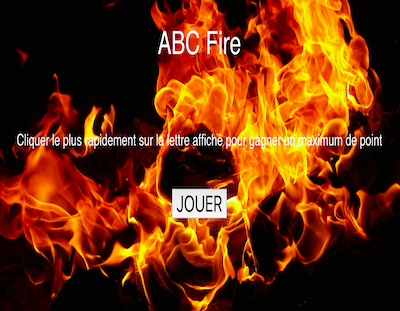 ABC Fire
Cliquer le plus rapidement sur la lettre affiché pour gagner un maximum de point
JOUER